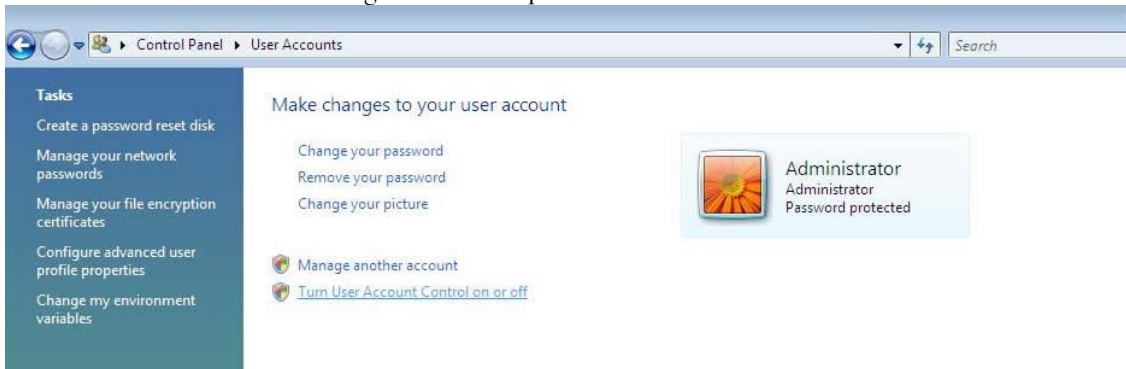 Control Panel User Accounts Search
Tasks
Create a password reset disk
Manage your network
passwords
Manage your file encryption
certificates
Configure advanced user
profile properties
Change my environment
variables
Make changes to your user account
Change your password
Remove your password
Change your picture
Manage another account
Turn User Account Control on or off
Administrator
Administrator
Password protected